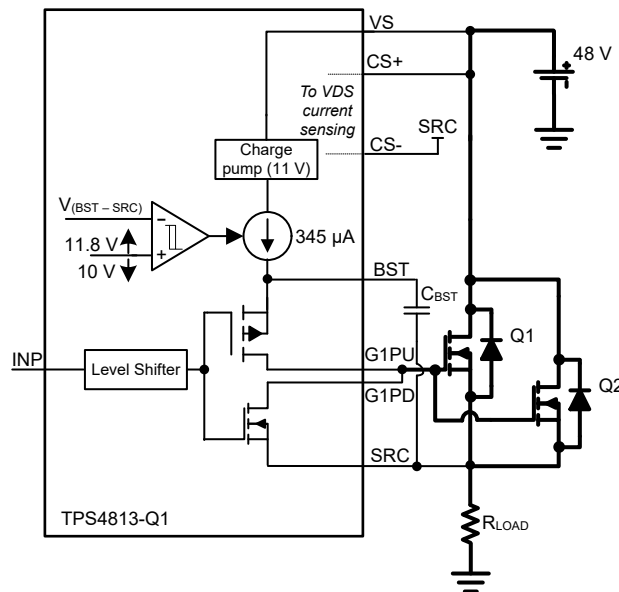 VS
CS+
48 V
To VDS
current
sensing
SRC
CS-
Charge
pump (11 V)
V(BST – SRC)
-
+
11.8 V
10 V
345 µA
BST
CBST
Q1
INP
Level Shifter
G1PU
G1PD
Q2
SRC
RLOAD
TPS4813-Q1